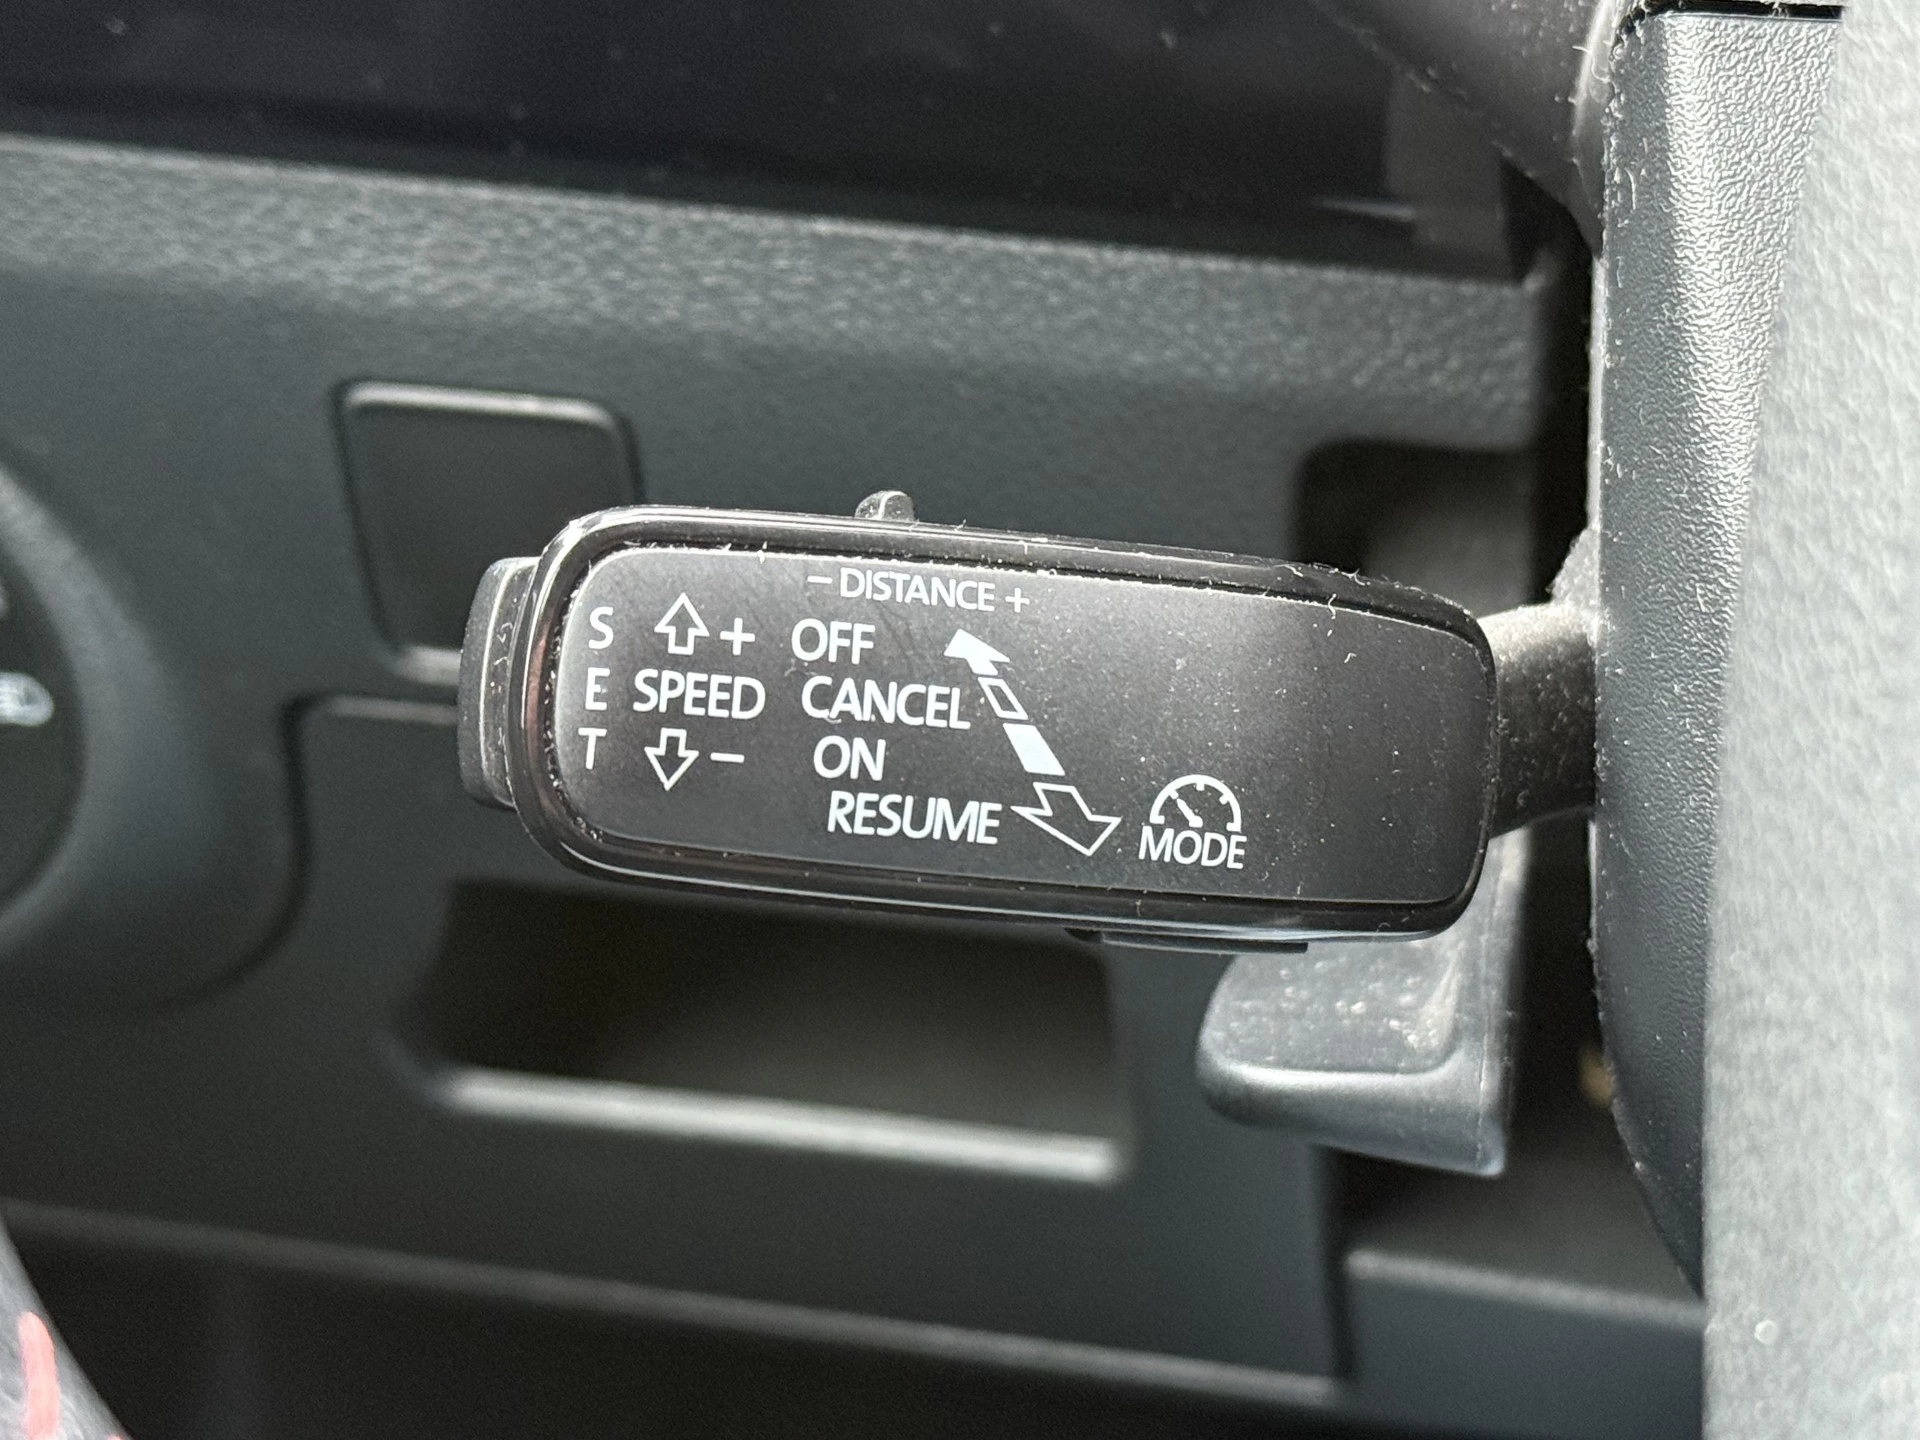 − DISTANCE +
S + OFF
E SPEED CANCEL
T − ON
RESUME
MODE